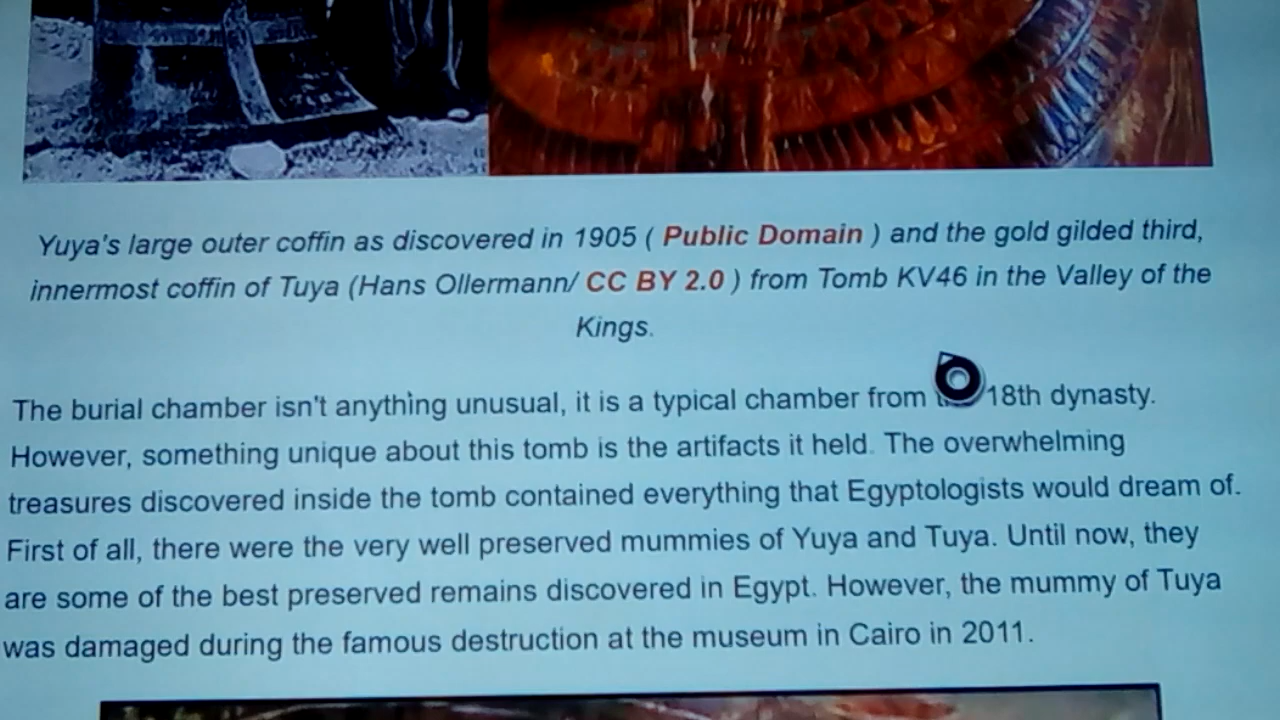 Yuya's large outer coffin as discovered in 1905 ( Public Domain ) and the gold gilded third,
innermost coffin of Tuya (Hans Ollermann/ CC BY 2.0 ) from Tomb KV46 in the Valley of the
Kings.
The burial chamber isn't anything unusual, it is a typical chamber from 18th dynasty.
However, something unique about this tomb is the artifacts it held. The overwhelming
treasures discovered inside the tomb contained everything that Egyptologists would dream of.
First of all, there were the very well preserved mummies of Yuya and Tuya. Until now, they
are some of the best preserved remains discovered in Egypt. However, the mummy of Tuya
was damaged during the famous destruction at the museum in Cairo in 2011.